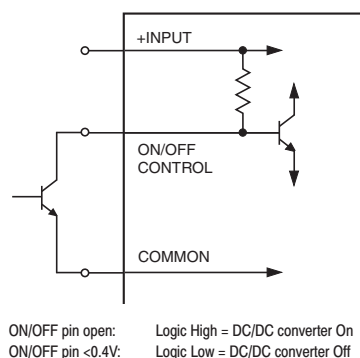 +INPUT
ON/OFF
CONTROL
COMMON
ON/OFF pin open: Logic High = DC/DC converter On
ON/OFF pin <0.4V: Logic Low = DC/DC converter Off